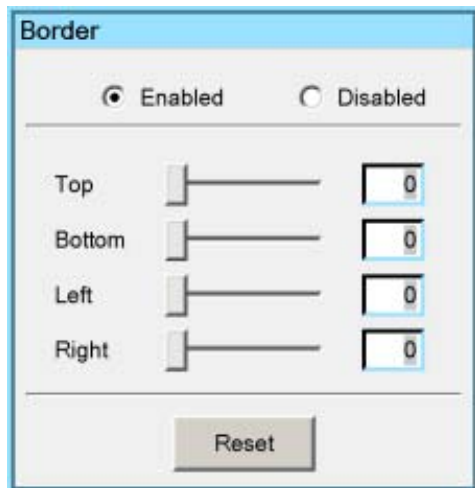 Border
Enabled Disabled
Top 0
Bottom 0
Left 0
Right 0
Reset